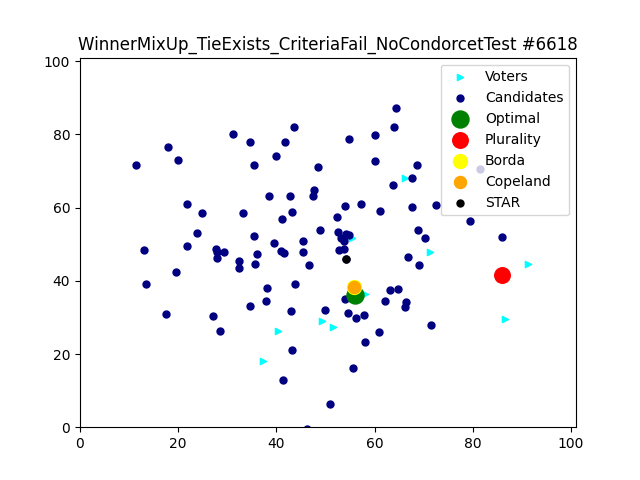 WinnerMixUp_TieExists_CriteriaFail_NoCondorcetTest #6618
100
80
60
40
20
0
0
20
40
60
80
100
Voters
Candidates
Optimal
Plurality
Borda
Copeland
STAR